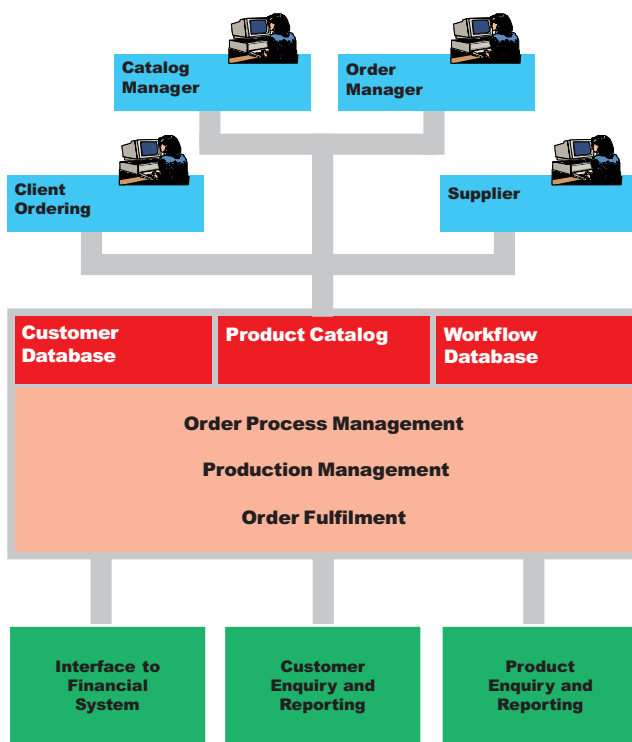 Catalog
Manager
Order
Manager
Client
Ordering
Supplier
Customer
Database
Product Catalog
Workflow
Database
Order Process Management
Production Management
Order Fulfilment
Interface to
Financial
System
Customer
Enquiry and
Reporting
Product
Enquiry and
Reporting